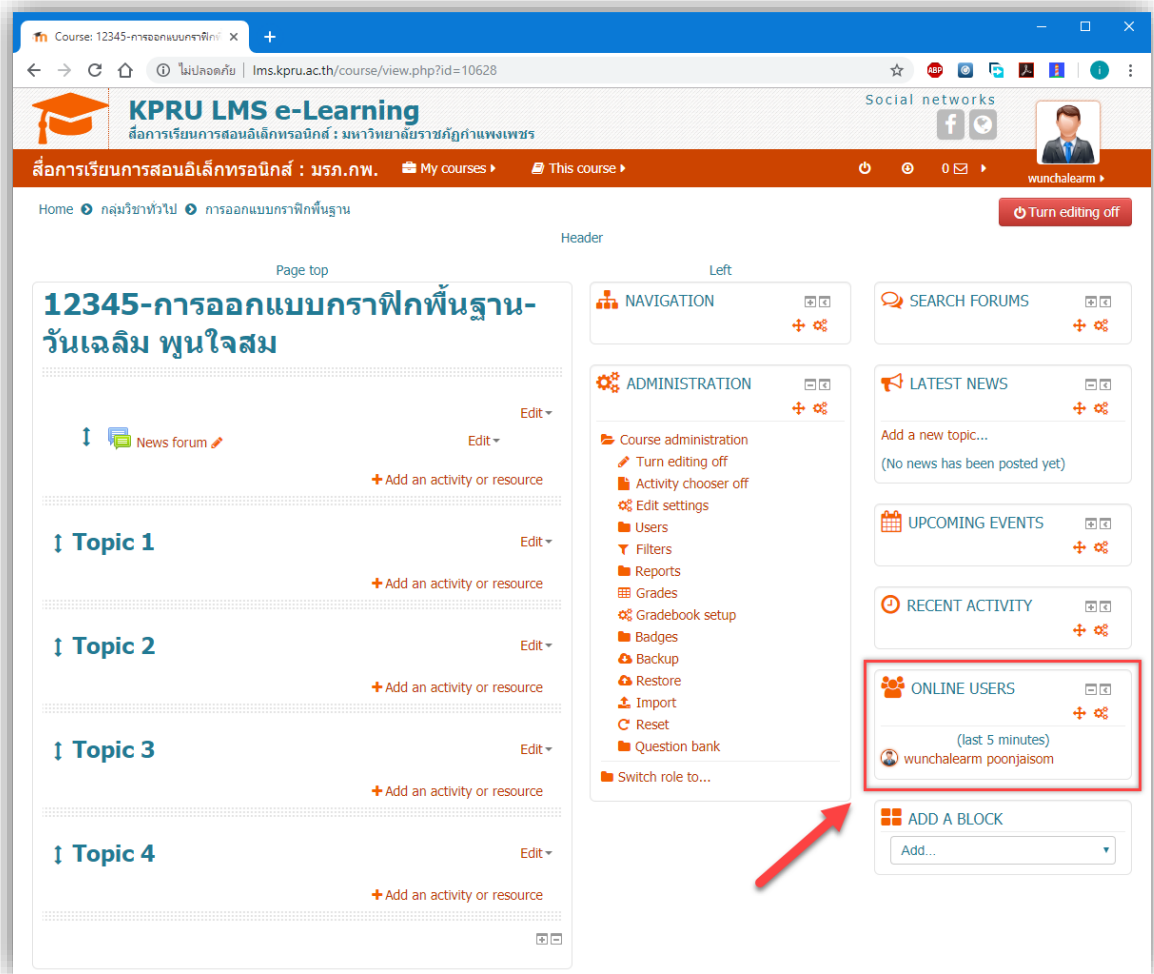 Course: 12345-การออกแบบกราฟิกพื้
ไม่ปลอดภัย | lms.kpru.ac.th/course/view.php?id=10628
ABP
i
KPRU LMS e-Learning
สื่อการเรียนการสอนอิเล็กทรอนิกส์ : มหาวิทยาลัยราชภัฏกำแพงเพชร
Social networks
สื่อการเรียนการสอนอิเล็กทรอนิกส์ : มรภ.กพ.
My courses
This course
0
wunchalearm
Home
กลุ่มวิชาทั่วไป
การออกแบบกราฟิกพื้นฐาน
Turn editing off
Header
Page top
12345-การออกแบบกราฟิกพื้นฐาน-
วันเฉลิม พูนใจสม
Edit
News forum
Edit
+ Add an activity or resource
Topic 1
Edit
+ Add an activity or resource
Topic 2
Edit
+ Add an activity or resource
Topic 3
Edit
+ Add an activity or resource
Topic 4
Edit
+ Add an activity or resource
Left
NAVIGATION
ADMINISTRATION
Course administration
Turn editing off
Activity chooser off
Edit settings
Users
Filters
Reports
Grades
Gradebook setup
Badges
Backup
Restore
Import
Reset
Question bank
Switch role to...
SEARCH FORUMS
LATEST NEWS
Add a new topic...
(No news has been posted yet)
UPCOMING EVENTS
RECENT ACTIVITY
ONLINE USERS
(last 5 minutes)
wunchalearm poonjaisom
ADD A BLOCK
Add...